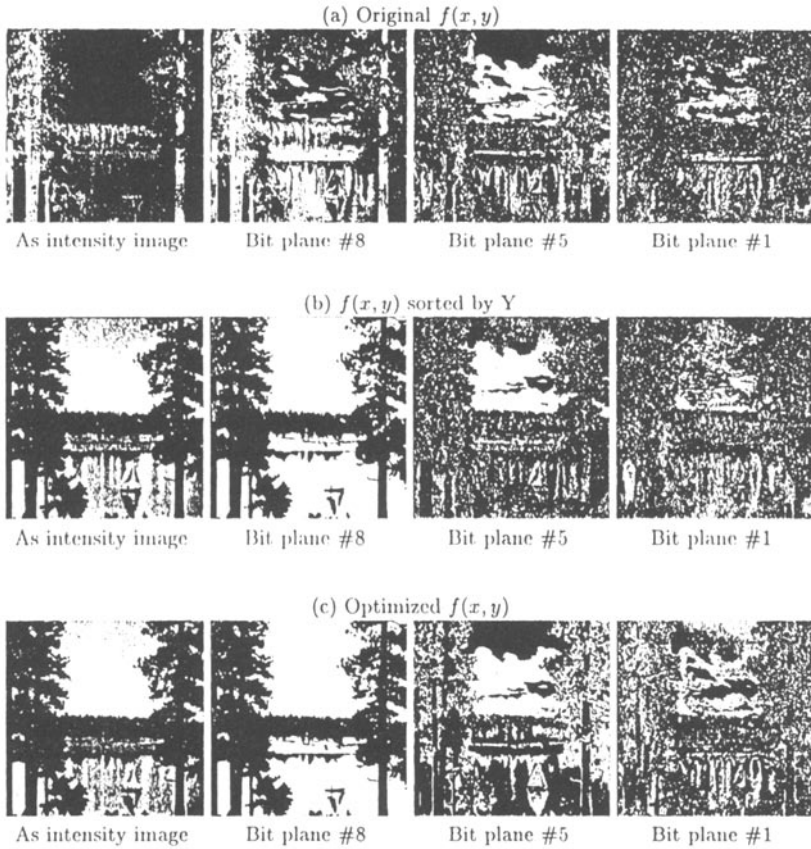 (a) Original f(x, y)
As intensity image Bit plane #8 Bit plane #5 Bit plane #1
(b) f(x, y) sorted by Y
As intensity image Bit plane #8 Bit plane #5 Bit plane #1
(c) Optimized f(x, y)
As intensity image Bit plane #8 Bit plane #5 Bit plane #1